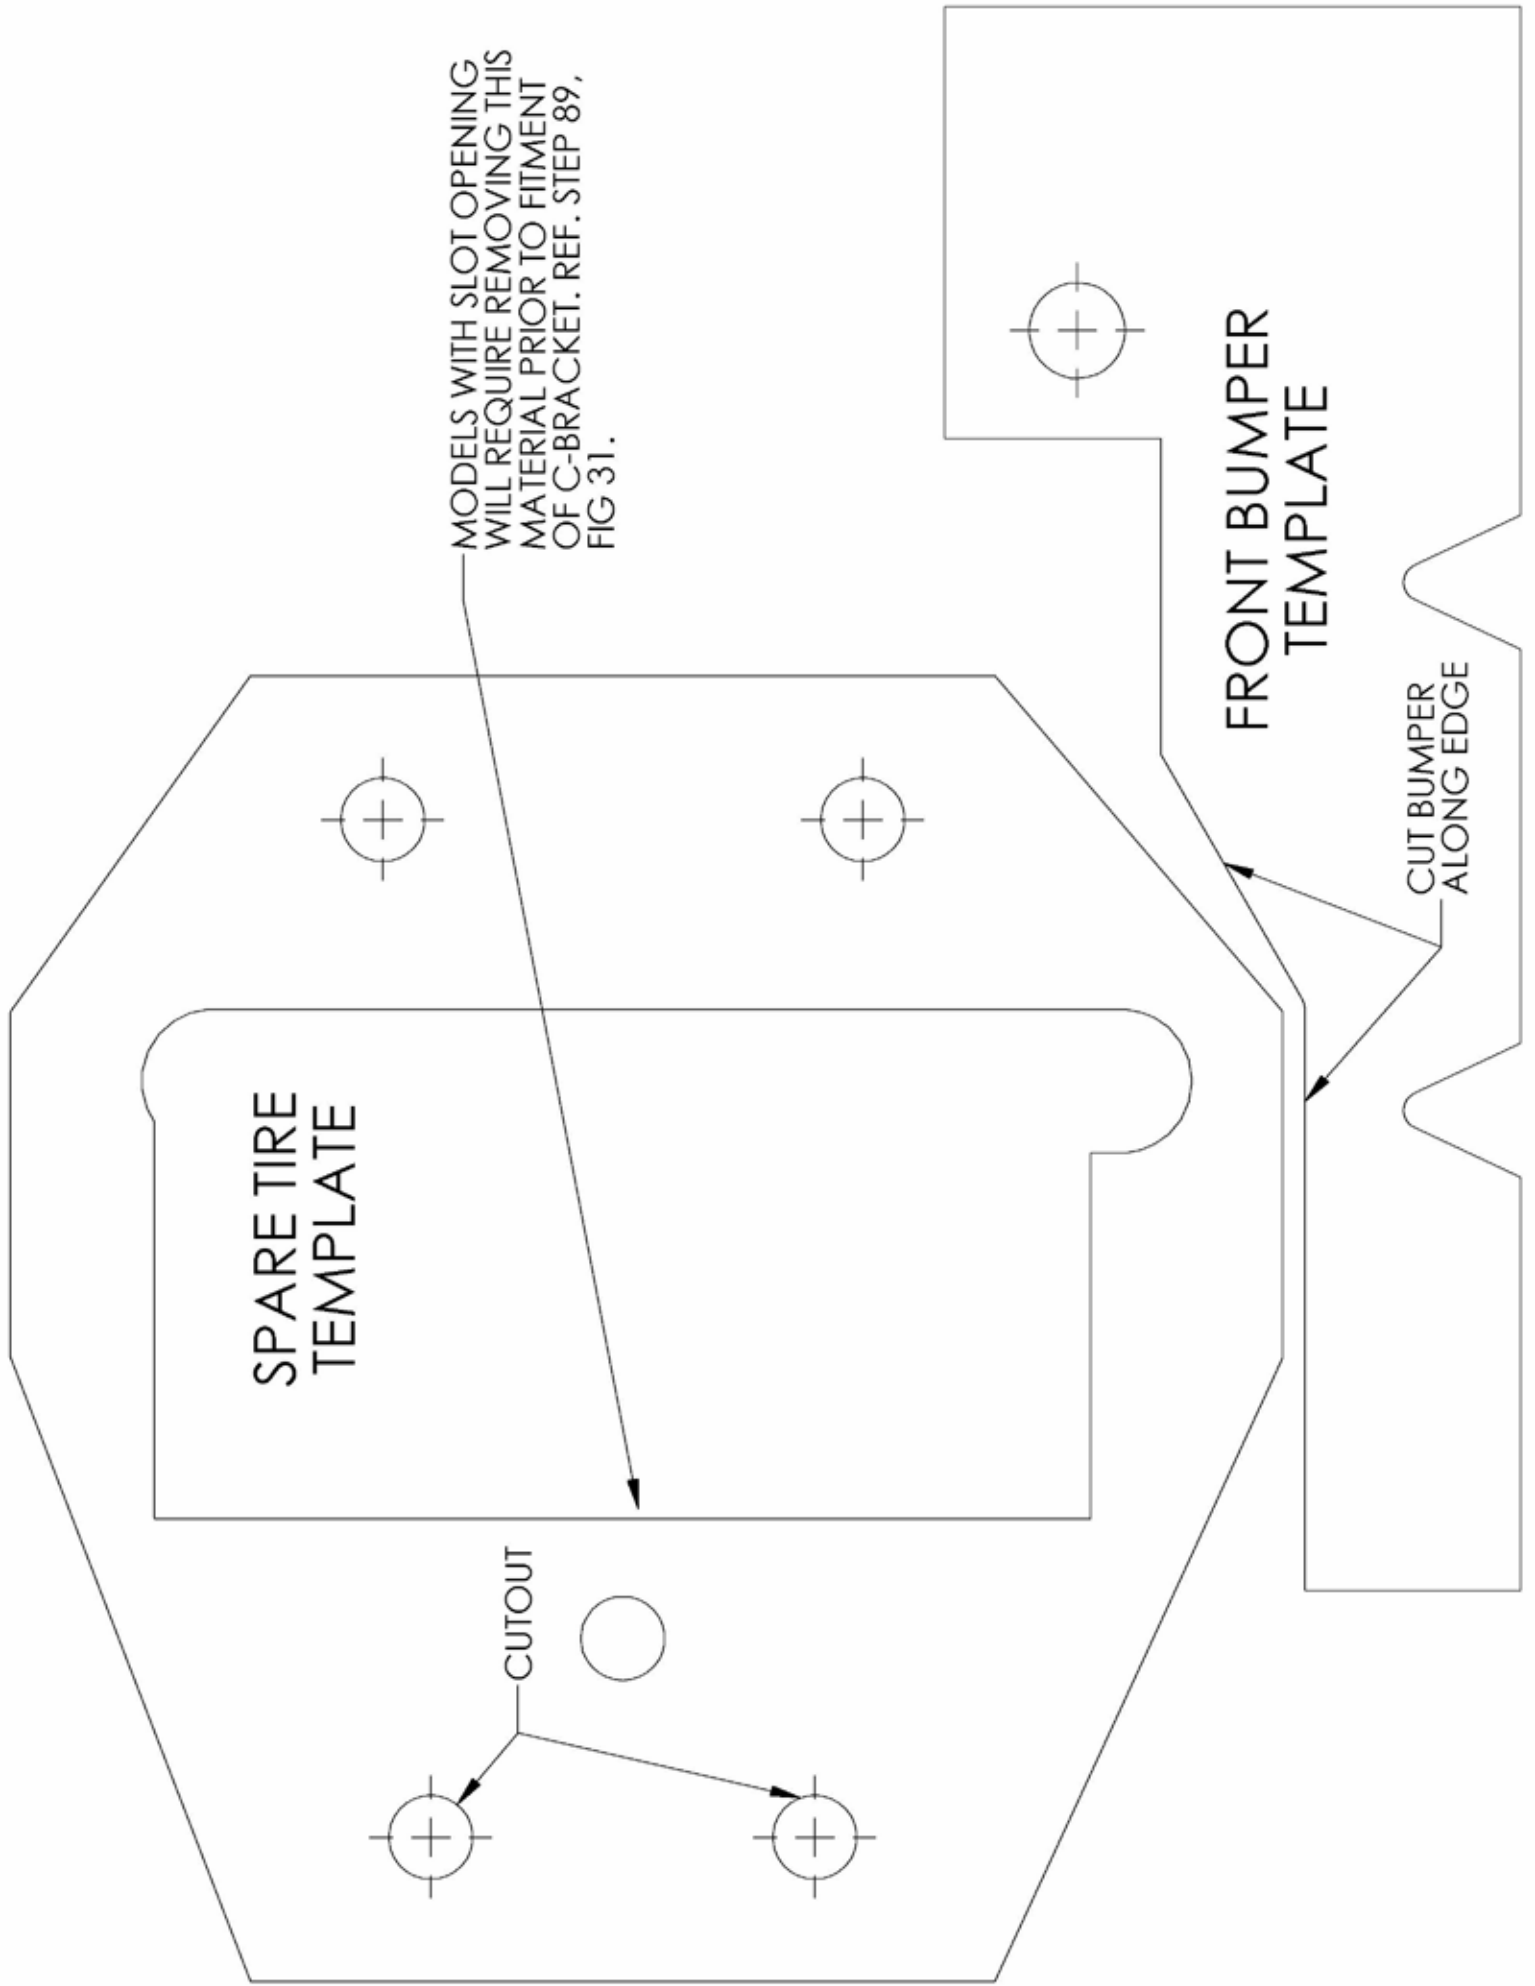 MODELS WITH SLOT OPENING
WILL REQUIRE REMOVING THIS
MATERIAL PRIOR TO FITMENT
OF C-BRACKET. REF. STEP 89,
FIG 31.
SPARE TIRE
TEMPLATE
CUTOUT
FRONT BUMPER
TEMPLATE
CUT BUMPER
ALONG EDGE